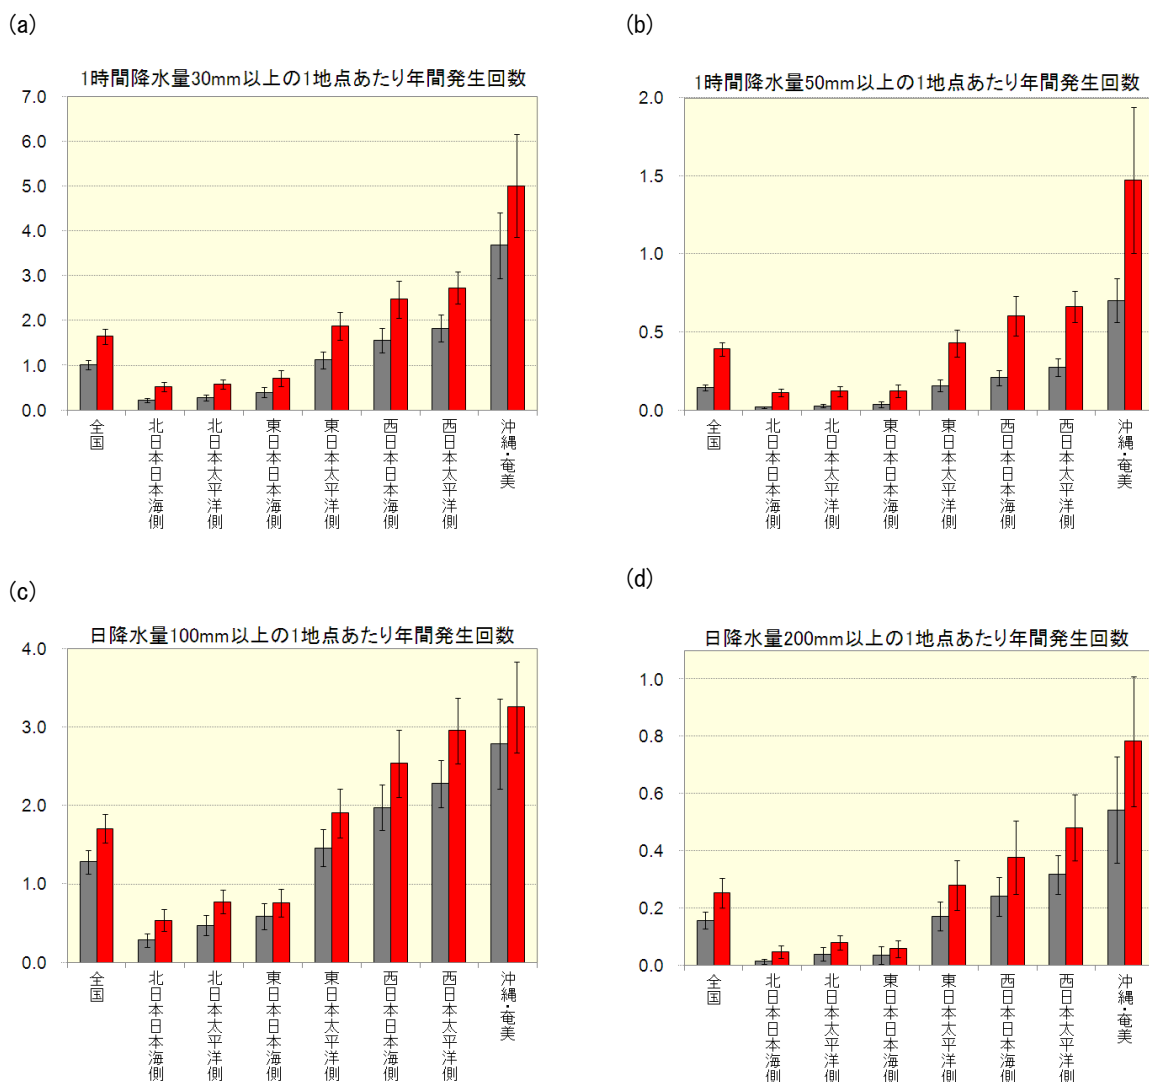 (a)
1時間降水量30mm以上の1地点あたり年間発生回数
7.0
6.0
5.0
4.0
3.0
2.0
1.0
0.0
全国
北日本日本海側
北日本太平洋側
東日本日本海側
東日本太平洋側
西日本日本海側
西日本太平洋側
沖縄・奄美
(b)
1時間降水量50mm以上の1地点あたり年間発生回数
2.0
1.5
1.0
0.5
0.0
全国
北日本日本海側
北日本太平洋側
東日本日本海側
東日本太平洋側
西日本日本海側
西日本太平洋側
沖縄・奄美
(c)
日降水量100mm以上の1地点あたり年間発生回数
4.0
3.0
2.0
1.0
0.0
全国
北日本日本海側
北日本太平洋側
東日本日本海側
東日本太平洋側
西日本日本海側
西日本太平洋側
沖縄・奄美
(d)
日降水量200mm以上の1地点あたり年間発生回数
1.0
0.8
0.6
0.4
0.2
0.0
全国
北日本日本海側
北日本太平洋側
東日本日本海側
東日本太平洋側
西日本日本海側
西日本太平洋側
沖縄・奄美